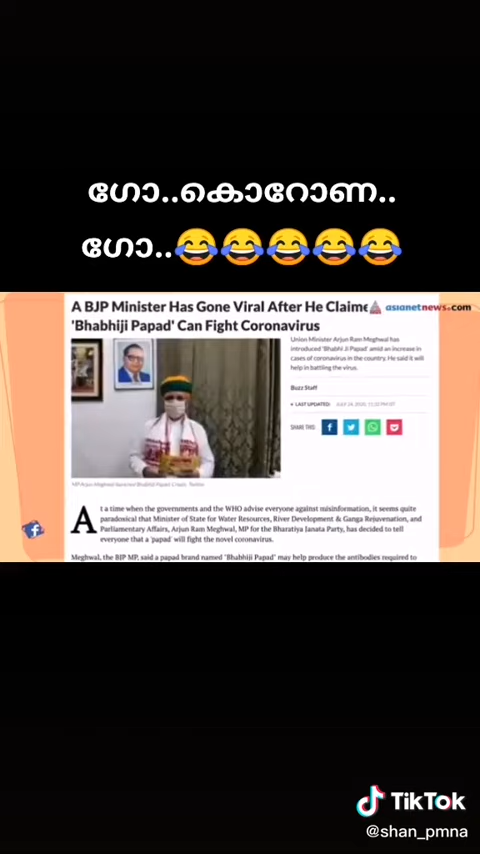 ഗോ..കൊറോണ..
ഗോ..😂😂😂😂😂
A BJP Minister Has Gone Viral After He Claime
asianetnews.com
'Bhabhiji Papad' Can Fight Coronavirus
Union Minister Arjun Ram Meghwal has
introduced 'Bhabhi Ji Papad' amid an increase in
cases of coronavirus in the country. He said it will
help in battling the virus.
Buzz Staff
LAST UPDATED: JULY 24, 2020,
SHARE THIS:
At a time when the governments and the WHO advise everyone against misinformation, it seems quite
paradoxical that Minister of State for Water Resources, River Development & Ganga Rejuvenation, and
Parliamentary Affairs, Arjun Ram Meghwal, MP for the Bharatiya Janata Party, has decided to tell
everyone that a 'papad' will fight the novel coronavirus.
Meghwal, the BJP MP, said a papad brand named "Bhabhiji Papad" may help produce the antibodies required to
TikTok
@shan_pmna